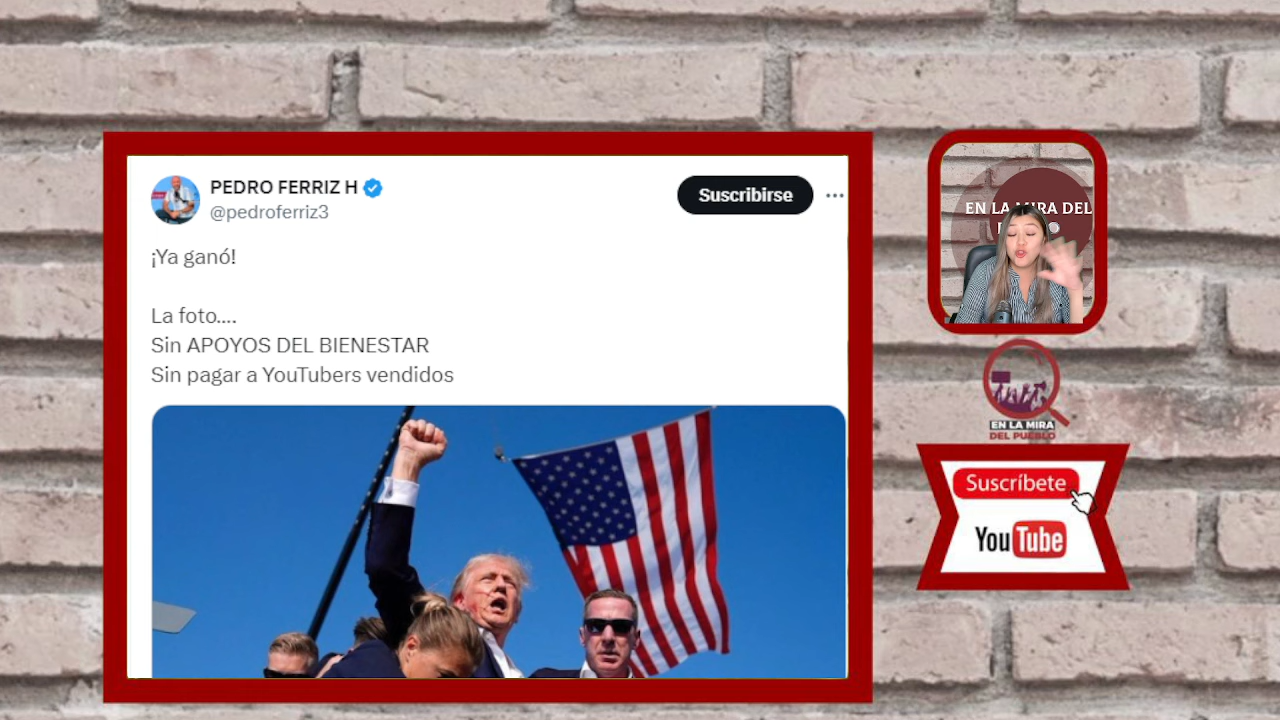 PEDRO FERRIZ H
@pedroferriz3
Suscribirse
¡Ya ganó!
La foto....
Sin APOYOS DEL BIENESTAR
Sin pagar a YouTubers vendidos
EN LA MIRA DEL
EN LA MIRA
DEL PUEBLO
Suscríbete
YouTube